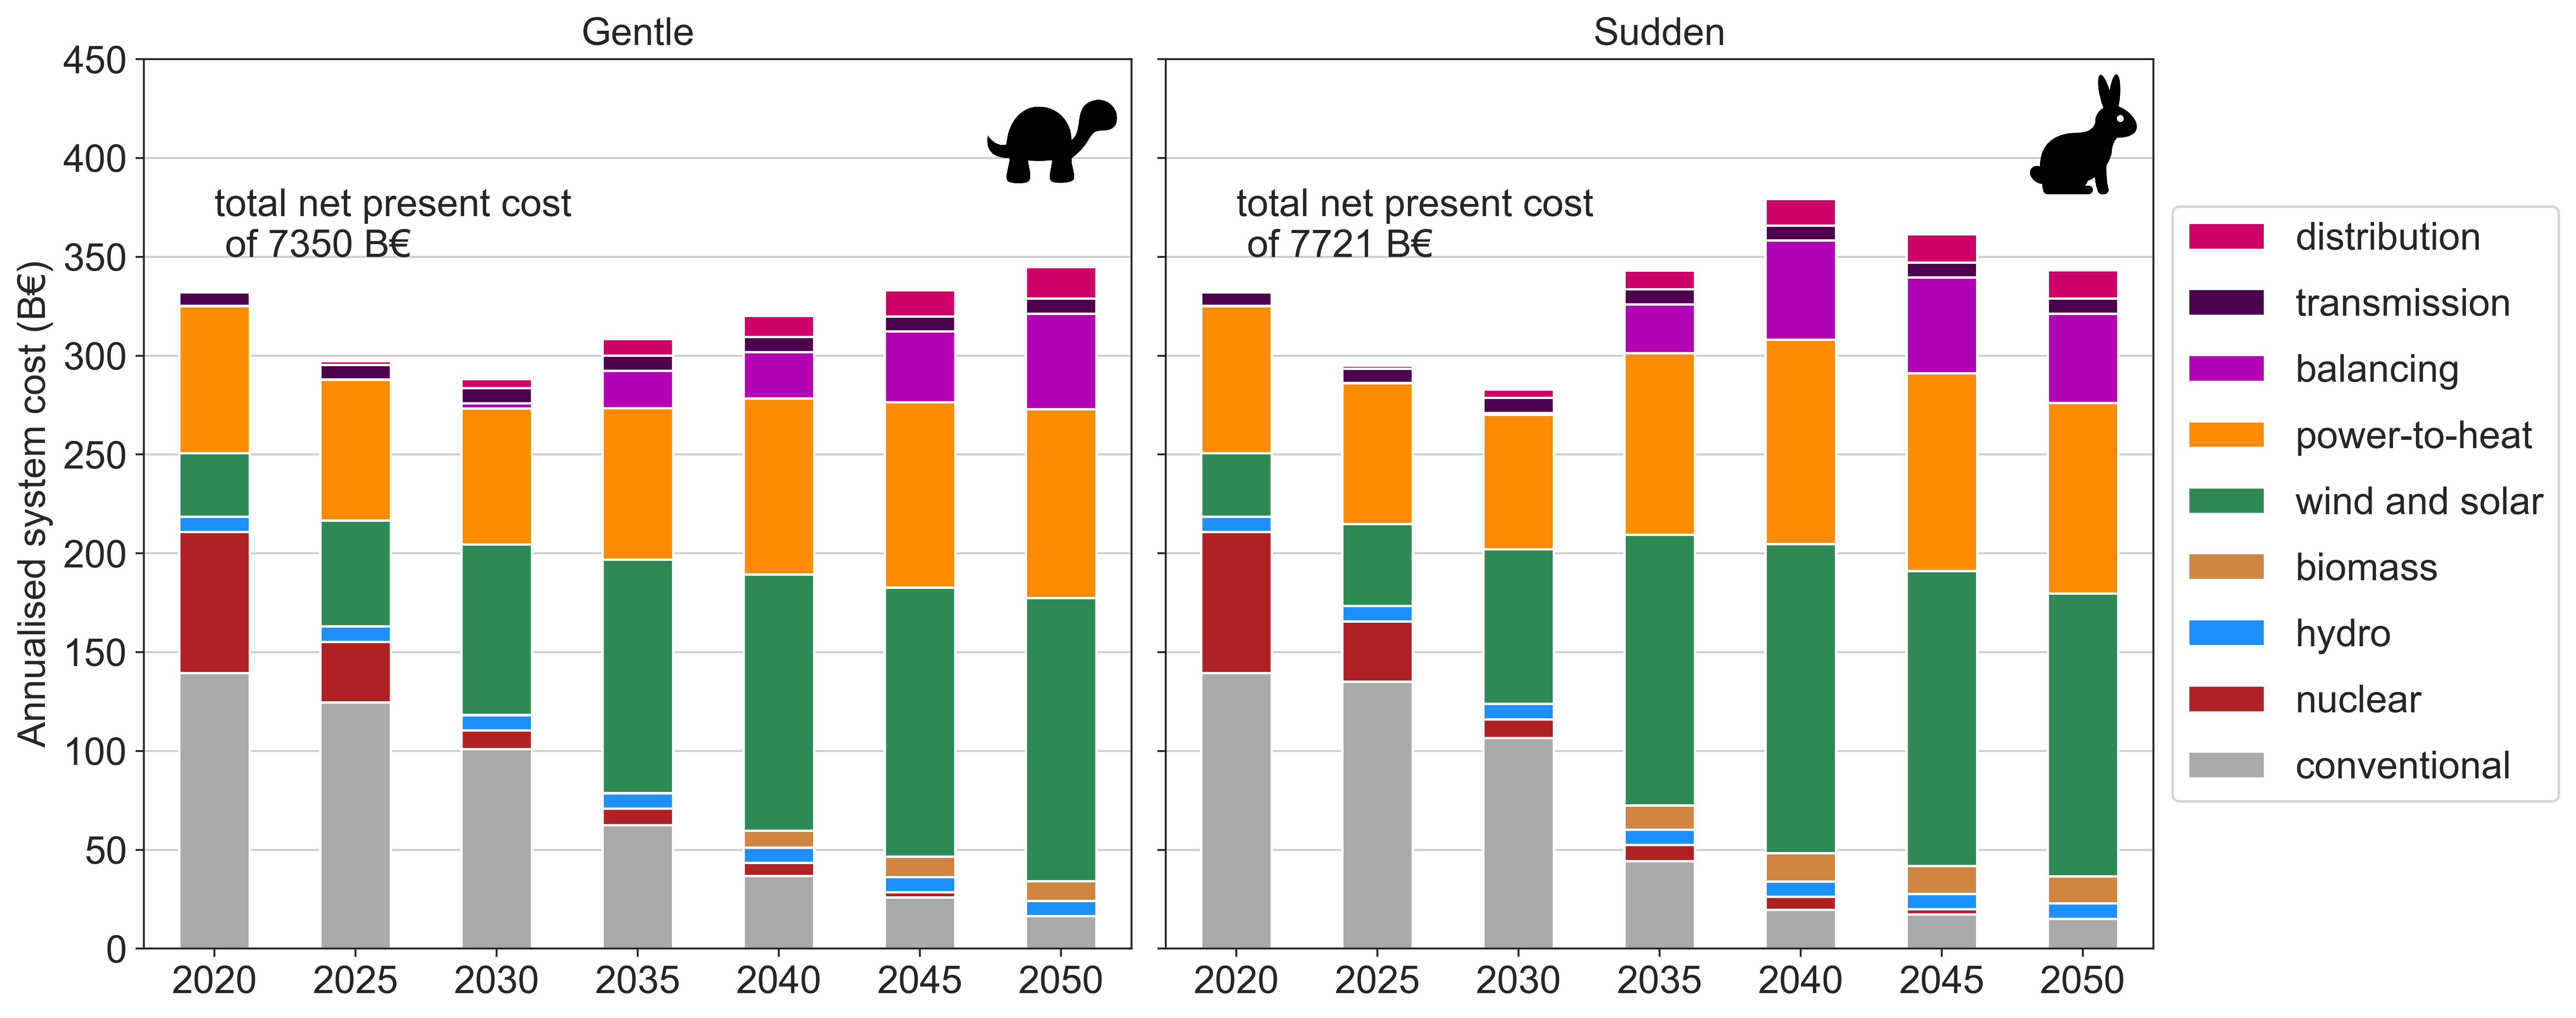 Gentle
Sudden
Annualised system cost (B€)
450
400
350
300
250
200
150
100
50
0
total net present cost
of 7350 B€
2020 2025 2030 2035 2040 2045 2050
total net present cost
of 7721 B€
2020 2025 2030 2035 2040 2045 2050
distribution
transmission
balancing
power-to-heat
wind and solar
biomass
hydro
nuclear
conventional